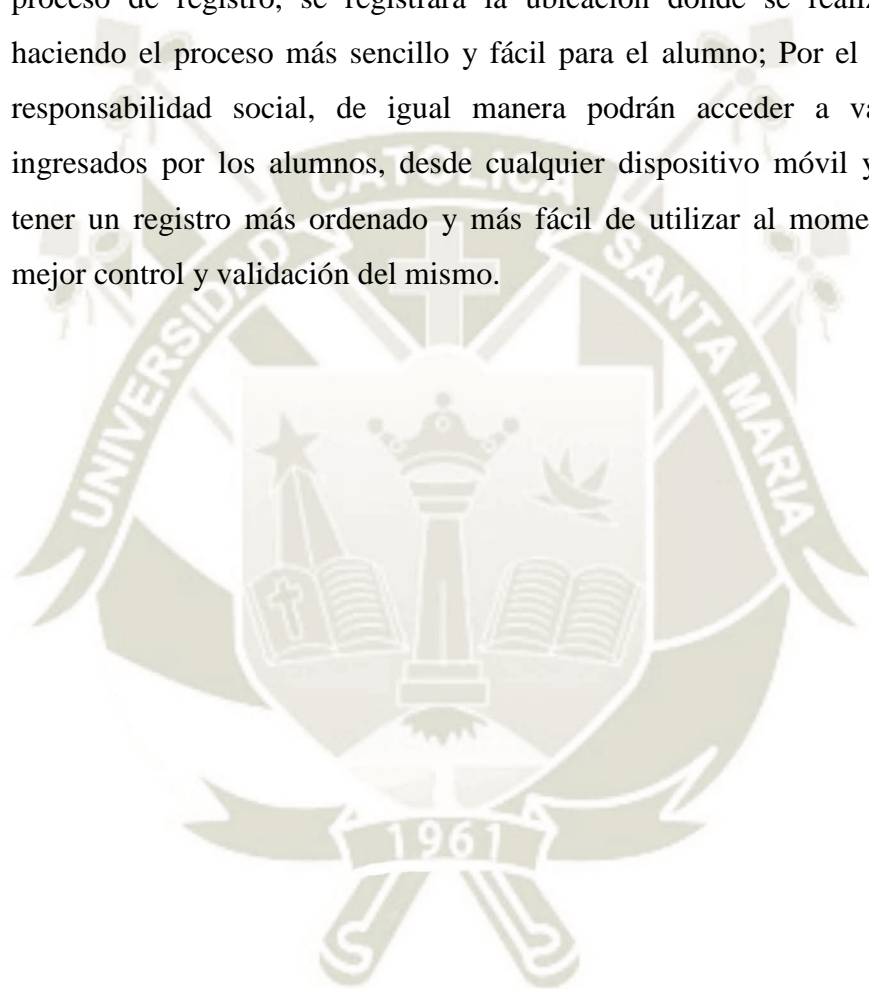 proceso de registro, se registrará la ubicación donde se realiz
haciendo el proceso más sencillo y fácil para el alumno; Por el
responsabilidad social, de igual manera podrán acceder a va
ingresados por los alumnos, desde cualquier dispositivo móvil y
tener un registro más ordenado y más fácil de utilizar al mome
mejor control y validación del mismo.
UNIVERSIDAD CATOLICA SANTA MARIA
1961